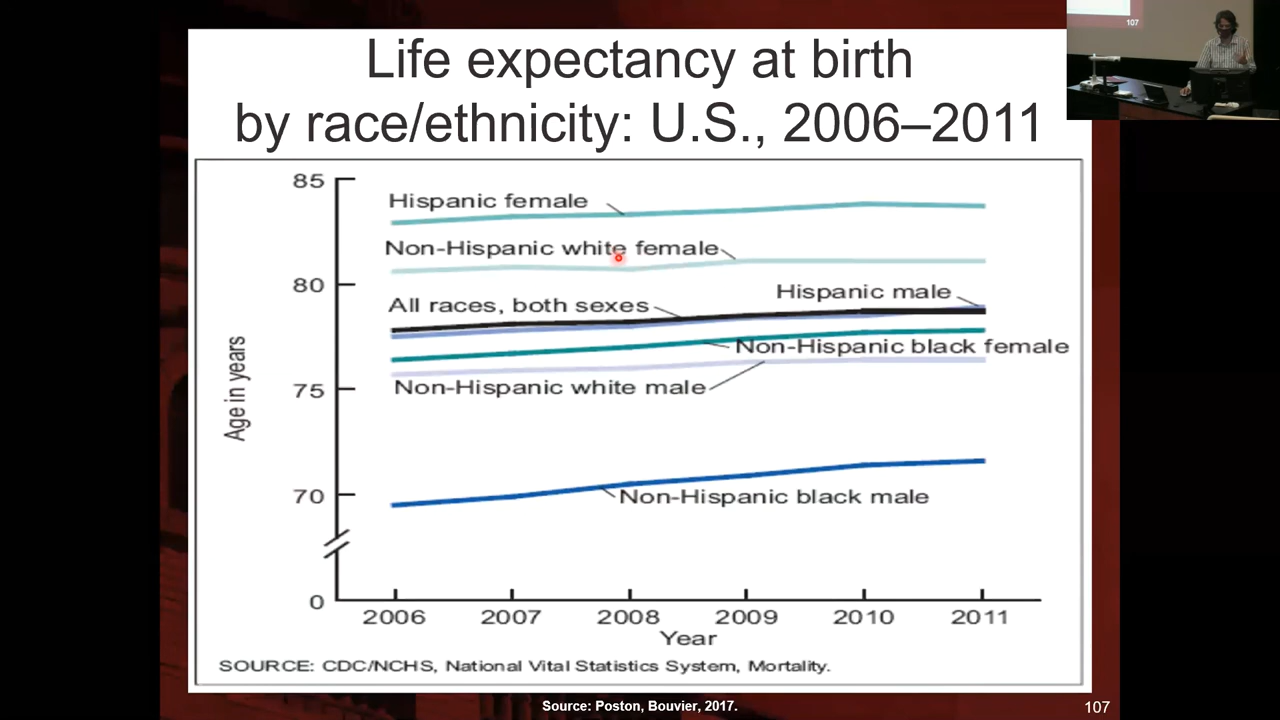 Life expectancy at birth
by race/ethnicity: U.S., 2006–2011
107
85
Hispanic female
Non-Hispanic white female
80
Hispanic male
All races, both sexes
Non-Hispanic black female
75
Non-Hispanic white male
Age in years
70
Non-Hispanic black male
0
2006 2007 2008 2009 2010 2011
Year
SOURCE: CDC/NCHS, National Vital Statistics System, Mortality.
Source: Poston, Bouvier, 2017.
107